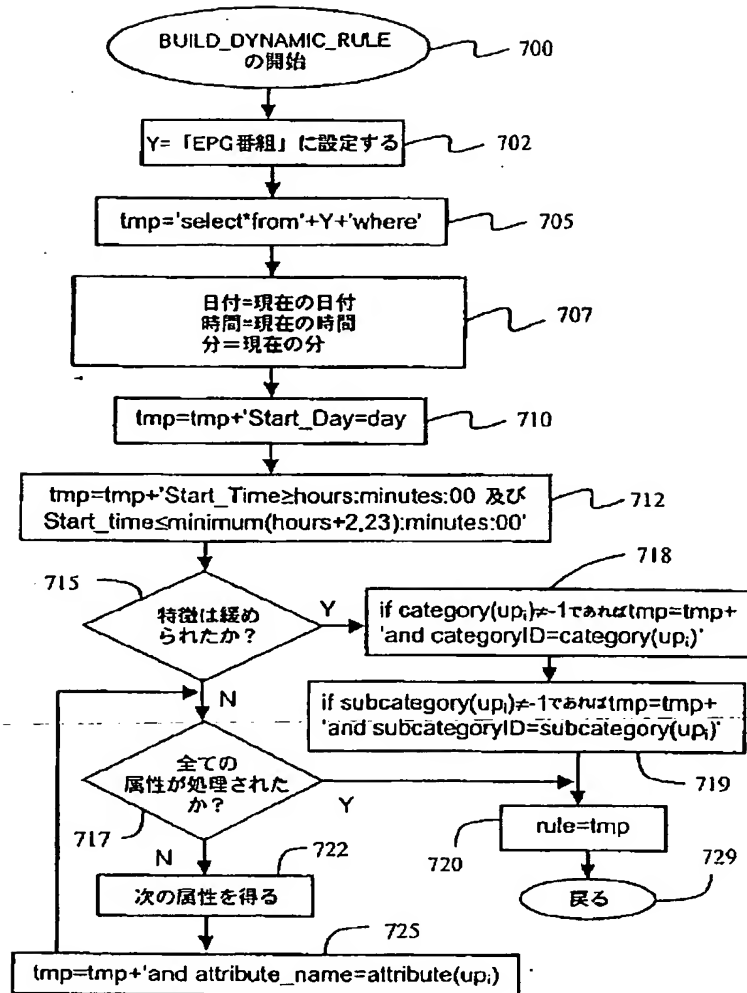 BUILD_DYNAMIC_RULE
の開始
700
Y=「EPG番組」に設定する
702
tmp='select*from'+Y+'where'
705
日付=現在の日付
時間=現在の時間
分=現在の分
707
tmp=tmp+'Start_Day=day
710
tmp=tmp+'Start_Time≥hours:minutes:00 及び
Start_time≤minimum(hours+2,23):minutes:00'
712
715
特徴は緩め
られたか?
Y
N
718
if category(upi)≠-1であればtmp=tmp+
'and categoryID=category(upi)'
if subcategory(upi)≠-1であればtmp=tmp+
'and subcategoryID=subcategory(upi)'
719
全ての
属性が処理された
か?
717
Y
N
720
rule=tmp
722
次の属性を得る
戻る
729
725
tmp=tmp+'and attribute_name=attribute(upi)